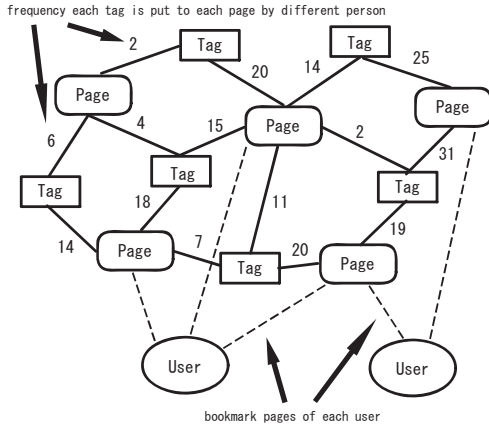 frequency each tag is put to each page by different person
2
Tag
Tag
20
14
25
Page
Page
Page
6
4
15
2
31
Tag
Tag
Tag
18
11
14
7
19
Page
20
Tag
Page
User
User
bookmark pages of each user